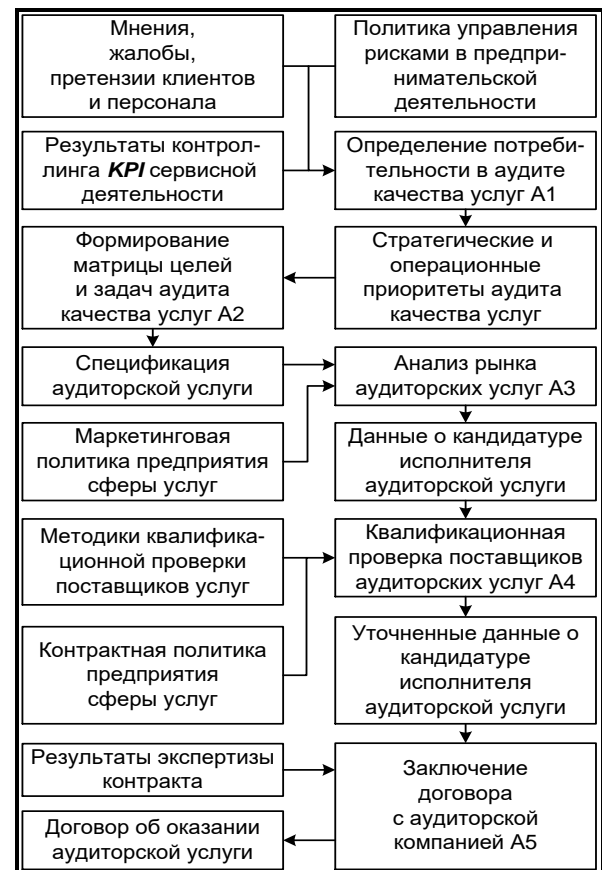 Мнения,
жалобы,
претензии клиентов
и персонала
Политика управления
рисками в предпри-
нимательской
деятельности
Результаты контрол-
линга KPI сервисной
деятельности
Определение потреби-
тельности в аудите
качества услуг А1
Формирование
матрицы целей
и задач аудита
качества услуг А2
Стратегические и
операционные
приоритеты аудита
качества услуг
Спецификация
аудиторской услуги
Анализ рынка
аудиторских услуг А3
Маркетинговая
политика предприятия
сферы услуг
Данные о кандидатуре
исполнителя
аудиторской услуги
Методики квалифика-
ционной проверки
поставщиков услуг
Квалификационная
проверка поставщиков
аудиторских услуг А4
Контрактная политика
предприятия
сферы услуг
Уточненные данные о
кандидатуре
исполнителя
аудиторской услуги
Результаты экспертизы
контракта
Заключение
договора
с аудиторской
компанией А5
Договор об оказании
аудиторской услуги